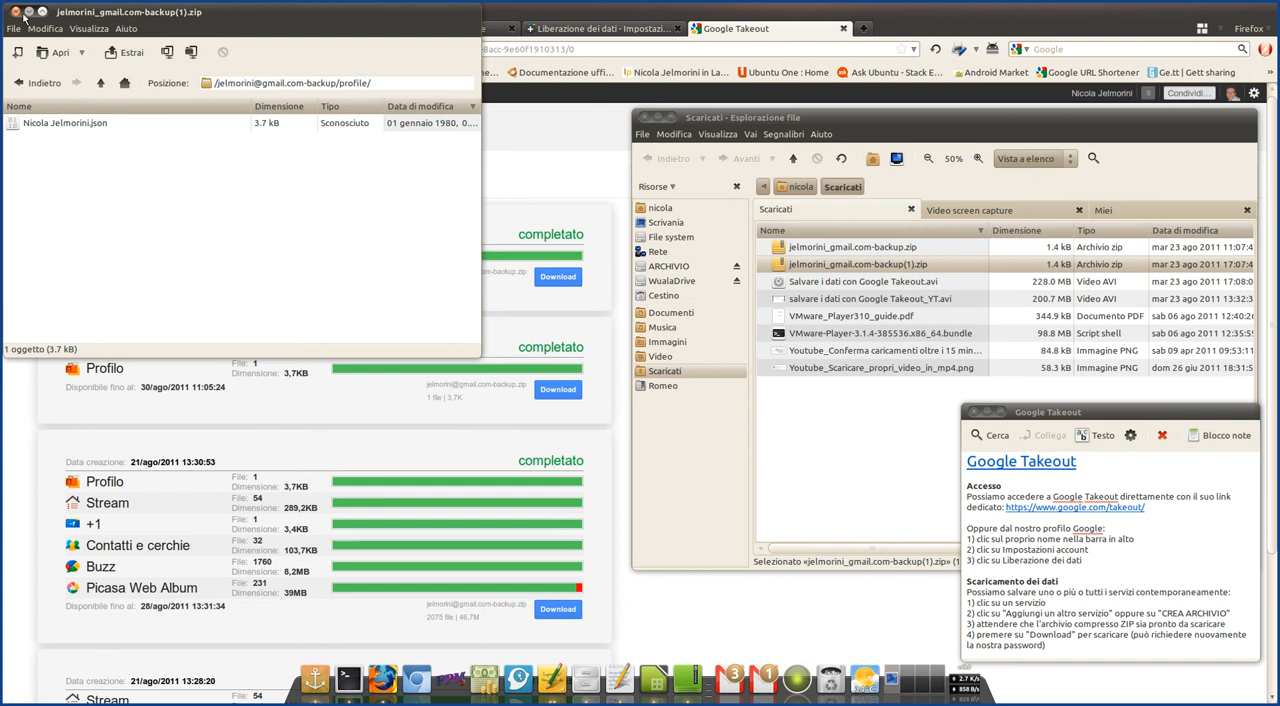 jelmorini_gmail.com-backup(1).zip
File Modifica Visualizza Aiuto
Apri Estrai
Indietro Posizione: /jelmorini@gmail.com-backup/profile/
Nome Dimensione Tipo Data di modifica
Nicola Jelmorini.json 3.7 kB Sconosciuto 01 gennaio 1980, 0....
1 oggetto (3.7 kB)
Liberazione dei dati - Impostazi...
Google Takeout
Firefox
8acc-9e60f1910313/0
Google
Documentazione uffi...
Nicola Jelmorini in La...
Ubuntu One : Home
Ask Ubuntu - Stack E...
Android Market
Google URL Shortener
Ge.tt | Gett sharing
Nicola Jelmorini 0 Condividi...
completato
com-backup.zip
Download
completato
Profilo
File: 1
Dimensione: 3,7KB
Disponibile fino al: 30/ago/2011 11:05:24
jelmorini@gmail.com-backup.zip
1 file | 3,7K
Download
Data creazione: 21/ago/2011 13:30:53
completato
Profilo File: 1 Dimensione: 3,7KB
Stream File: 54 Dimensione: 289,2KB
+1 File: 1 Dimensione: 3,4KB
Contatti e cerchie File: 32 Dimensione: 103,7KB
Buzz File: 1760 Dimensione: 8,2MB
Picasa Web Album File: 231 Dimensione: 39MB
Disponibile fino al: 28/ago/2011 13:31:34
jelmorini@gmail.com-backup.zip
2075 file | 46,7M
Download
Data creazione: 21/ago/2011 13:28:20
completato
Stream File: 54
Scaricati - Esplorazione file
File Modifica Visualizza Vai Segnalibri Aiuto
Indietro Avanti 50% Vista a elenco
Risorse nicola Scaricati
nicola
Scrivania
File system
Rete
ARCHIVIO
WualaDrive
Cestino
Documenti
Musica
Immagini
Video
Scaricati
Romeo
Scaricati Video screen capture Miei
Nome Dimensione Tipo Data di modifica
jelmorini_gmail.com-backup.zip 1.4 kB Archivio zip mar 23 ago 2011 11:07:4
jelmorini_gmail.com-backup(1).zip 1.4 kB Archivio zip mar 23 ago 2011 17:07:4
Salvare i dati con Google Takeout.avi 228.0 MB Video AVI mar 23 ago 2011 17:08:0
salvare i dati con Google Takeout_YT.avi 200.7 MB Video AVI mar 23 ago 2011 13:32:3
VMware_Player310_guide.pdf 344.9 kB Documento PDF sab 06 ago 2011 12:40:2
VMware-Player-3.1.4-385536.x86_64.bundle 98.8 MB Script shell sab 06 ago 2011 12:35:5
Youtube_Conferma caricamenti oltre i 15 min... 84.8 kB Immagine PNG sab 09 apr 2011 09:53:1
Youtube_Scaricare_propri_video_in_mp4.png 58.3 kB Immagine PNG dom 26 giu 2011 18:31:5
Selezionato «jelmorini_gmail.com-backup(1).zip» (1
Google Takeout
Cerca Collega Testo Blocco note
Google Takeout
Accesso
Possiamo accedere a Google Takeout direttamente con il suo link
dedicato: https://www.google.com/takeout/
Oppure dal nostro profilo Google:
1) clic sul proprio nome nella barra in alto
2) clic su Impostazioni account
3) clic su Liberazione dei dati
Scaricamento dei dati
Possiamo salvare uno o più o tutti i servizi contemporaneamente:
1) clic su un servizio
2) clic su "Aggiungi un altro servizio" oppure su "CREA ARCHIVIO"
3) attendere che l'archivio compresso ZIP sia pronto da scaricare
4) premere su "Download" per scaricare (può richiedere nuovamente
la nostra password)
3
1
2.7 K/s
858 B/s